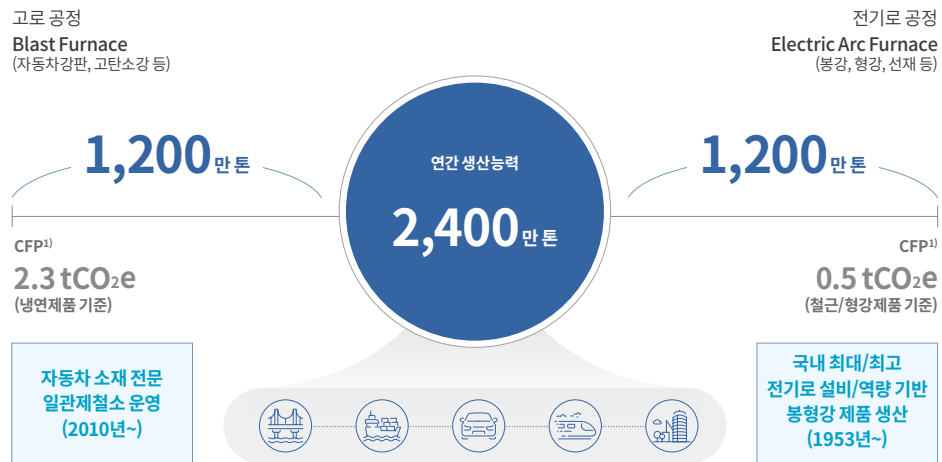 고로 공정
Blast Furnace
(자동차강판, 고탄소강 등)
1,200만 톤
CFP1)
2.3 tCO2e
(냉연제품 기준)
자동차 소재 전문
일관제철소 운영
(2010년~)
연간 생산능력
2,400만 톤
전기로 공정
Electric Arc Furnace
(봉강, 형강, 선재 등)
1,200만 톤
CFP1)
0.5 tCO2e
(철근/형강제품 기준)
국내 최대/최고
전기로 설비/역량 기반
봉형강 제품 생산
(1953년~)